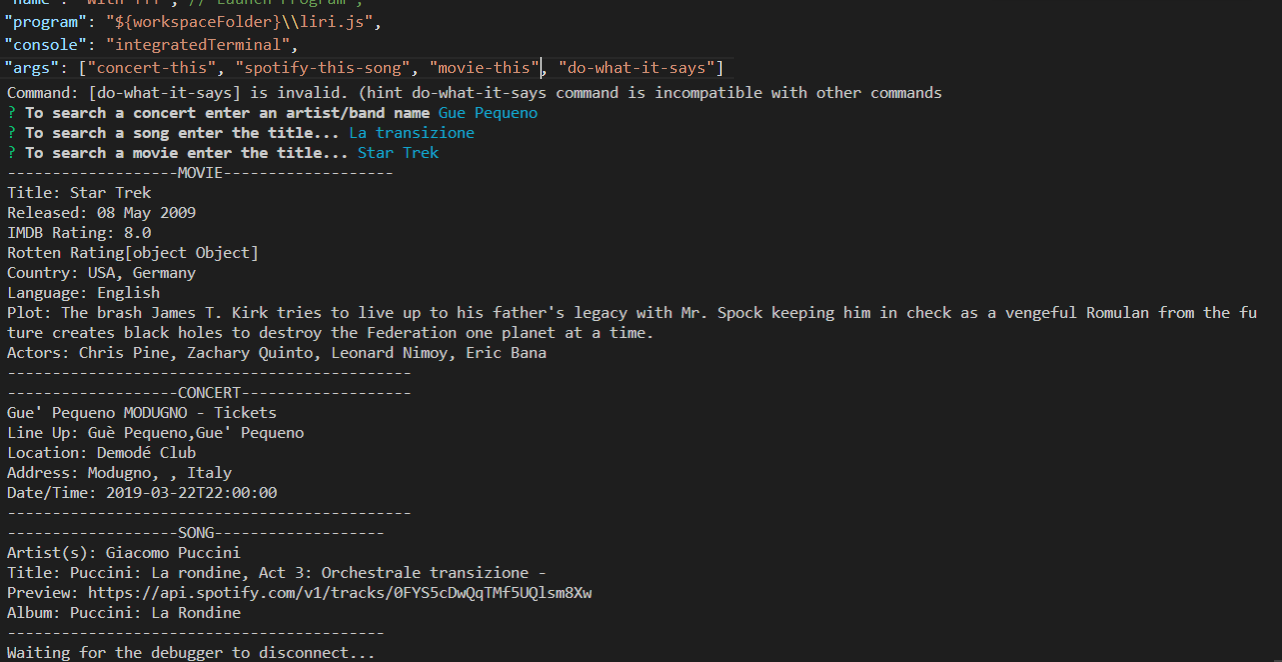 "name": "With fff", // "Launch Program",
"program": "${workspaceFolder}\\liri.js",
"console": "integratedTerminal",
"args": ["concert-this", "spotify-this-song", "movie-this", "do-what-it-says"]
Command: [do-what-it-says] is invalid. (hint do-what-it-says command is incompatible with other commands
? To search a concert enter an artist/band name Gue Pequeno
? To search a song enter the title... La transizione
? To search a movie enter the title... Star Trek
-------------------MOVIE-------------------
Title: Star Trek
Released: 08 May 2009
IMDB Rating: 8.0
Rotten Rating[object Object]
Country: USA, Germany
Language: English
Plot: The brash James T. Kirk tries to live up to his father's legacy with Mr. Spock keeping him in check as a vengeful Romulan from the fu
ture creates black holes to destroy the Federation one planet at a time.
Actors: Chris Pine, Zachary Quinto, Leonard Nimoy, Eric Bana
---------------------------------------------
-------------------CONCERT-------------------
Gue' Pequeno MODUGNO - Tickets
Line Up: Guè Pequeno,Gue' Pequeno
Location: Demodé Club
Address: Modugno, , Italy
Date/Time: 2019-03-22T22:00:00
---------------------------------------------
-------------------SONG-------------------
Artist(s): Giacomo Puccini
Title: Puccini: La rondine, Act 3: Orchestrale transizione -
Preview: https://api.spotify.com/v1/tracks/0FYS5cDwQqTMf5UQlsm8Xw
Album: Puccini: La Rondine
------------------------------------------
Waiting for the debugger to disconnect...